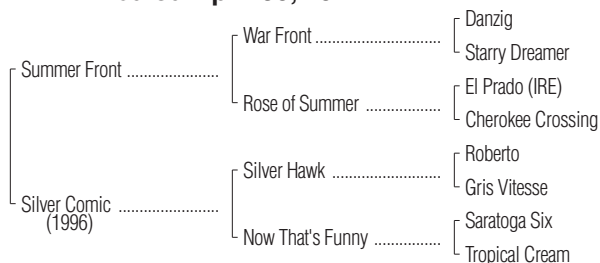 Danzig
War Front ....................
Starry Dreamer
Summer Front ......................
El Prado (IRE)
Rose of Summer ..................
Cherokee Crossing
Roberto
Silver Hawk ..........................
Gris Vitesse
Silver Comic ........................
(1996)
Saratoga Six
Now That's Funny ................
Tropical Cream